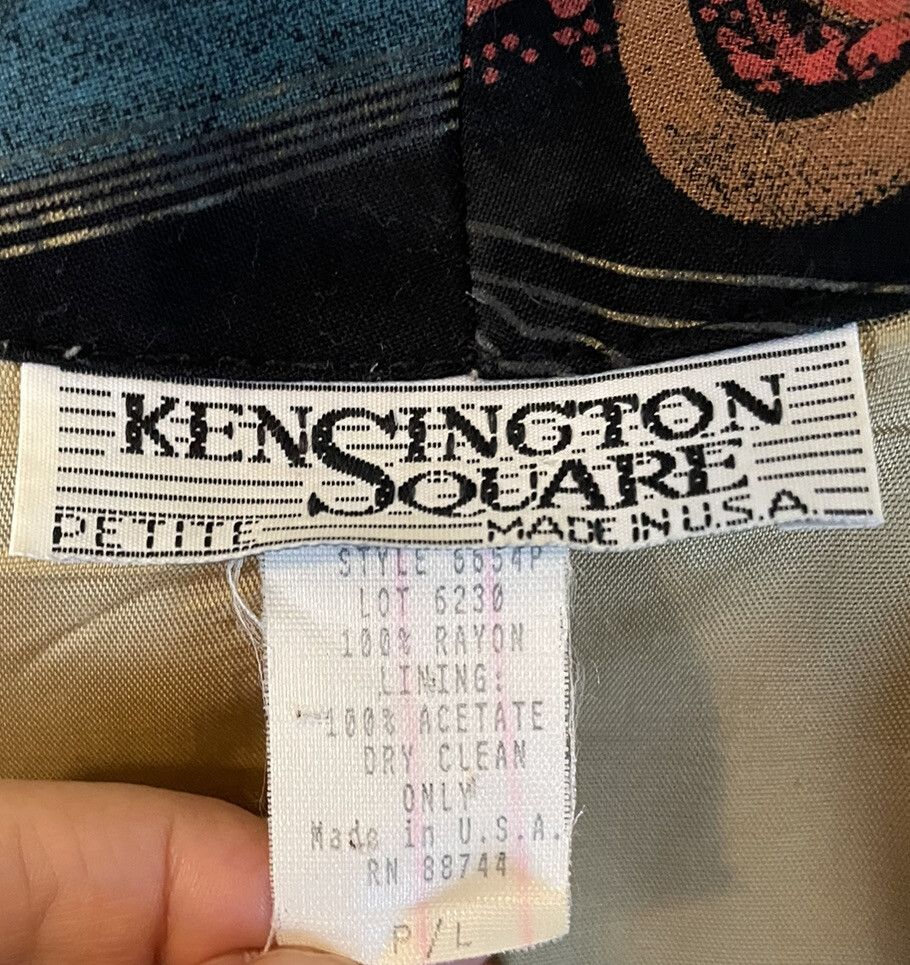 KENSINGTON
SQUARE
PETITE MADE IN U.S.A.
STYLE 6654P
LOT 6230
100% RAYON
LINING:
100% ACETATE
DRY CLEAN
ONLY
Made in U.S.A.
RN 88744
P/L